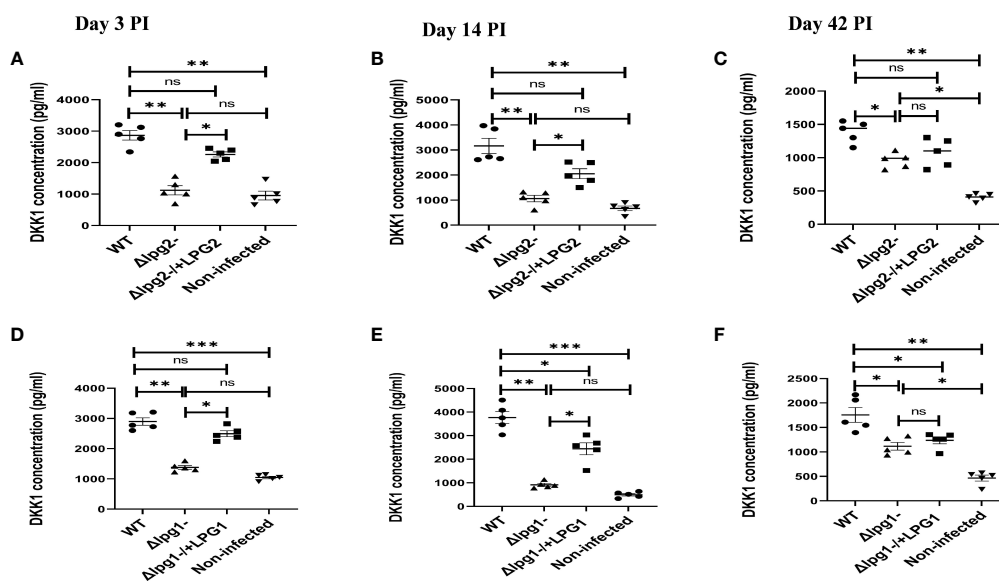 Day 3 PI
Day 14 PI
Day 42 PI
A
**
ns
**
ns
*
DKK1 concentration (pg/ml)
4000
3000
2000
1000
0
WT
Δlpg2-
Δlpg2-/+LPG2
Non-infected
B
**
ns
**
ns
*
DKK1 conccentration (pg/ml)
5000
4000
3000
2000
1000
0
WT
Δlpg2-
Δlpg2-/+LPG2
Non-infected
C
**
ns
*
*
ns
DKK1 concentration (pg/ml)
2000
1500
1000
500
0
WT
Δlpg2-
Δlpg2-/+LPG2
Non-infected
D
***
ns
**
ns
*
DKK1 concentration (pg/ml)
4000
3000
2000
1000
0
WT
Δlpg1-
Δlpg1-/+LPG1
Non-infected
E
***
*
**
ns
*
DKK1 concentration (pg/ml)
5000
4000
3000
2000
1000
0
WT
Δlpg1-
Δlpg1-/+LPG1
Non-infected
F
**
*
*
*
ns
DKK1 concentration (pg/ml)
2500
2000
1500
1000
500
0
WT
Δlpg1-
Δlpg1-/+LPG1
Non-infected